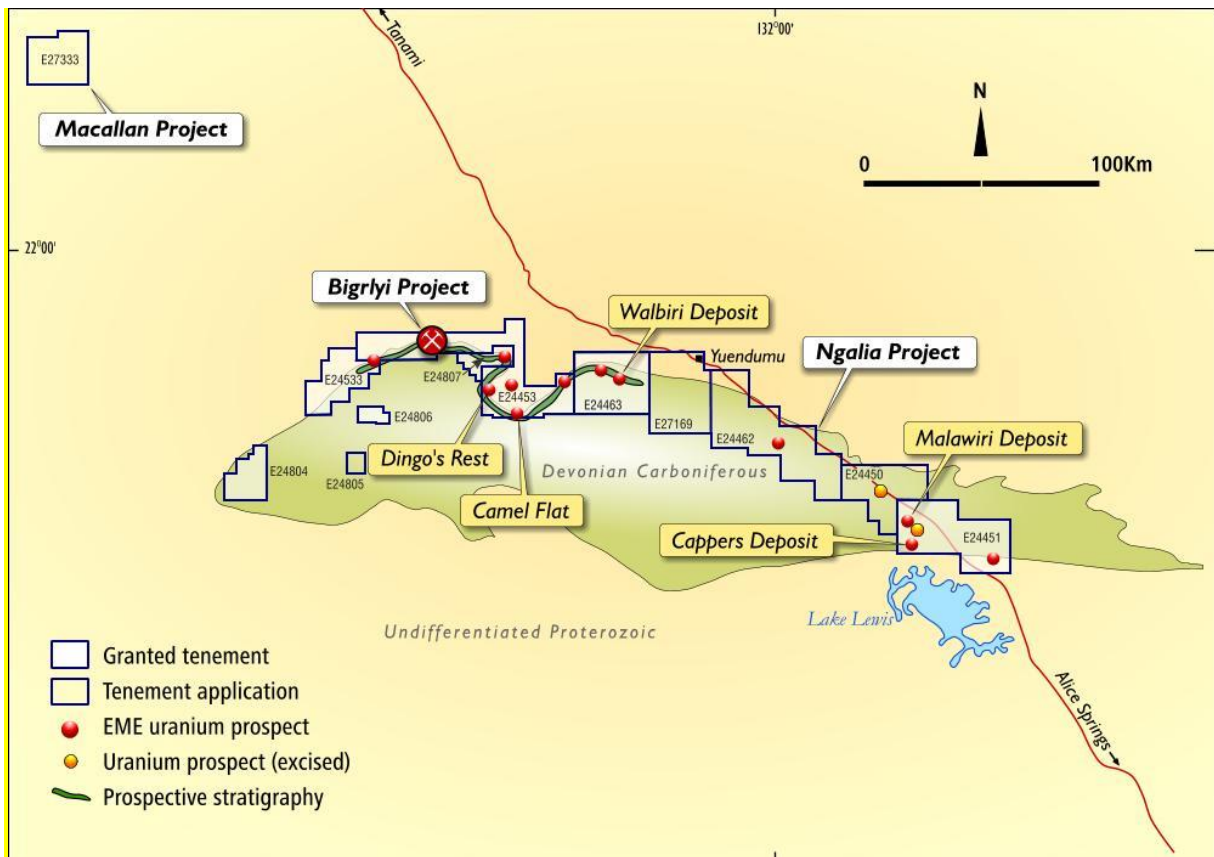 Tanami
132°00'
E27333
Macallan Project
N
0 100Km
22°00'
Bigrlyi Project
Walbiri Deposit
Yuendumu
Ngalia Project
E24533
E24807
E24453
E24463
E24806
E27169
E24462
Malawiri Deposit
Dingo's Rest
Devonian Carboniferous
E24450
E24804
E24805
Camel Flat
Cappers Deposit
E24451
Lake Lewis
Undifferentiated Proterozoic
Granted tenement
Tenement application
EME uranium prospect
Uranium prospect (excised)
Prospective stratigraphy
Alice Springs
132°00'